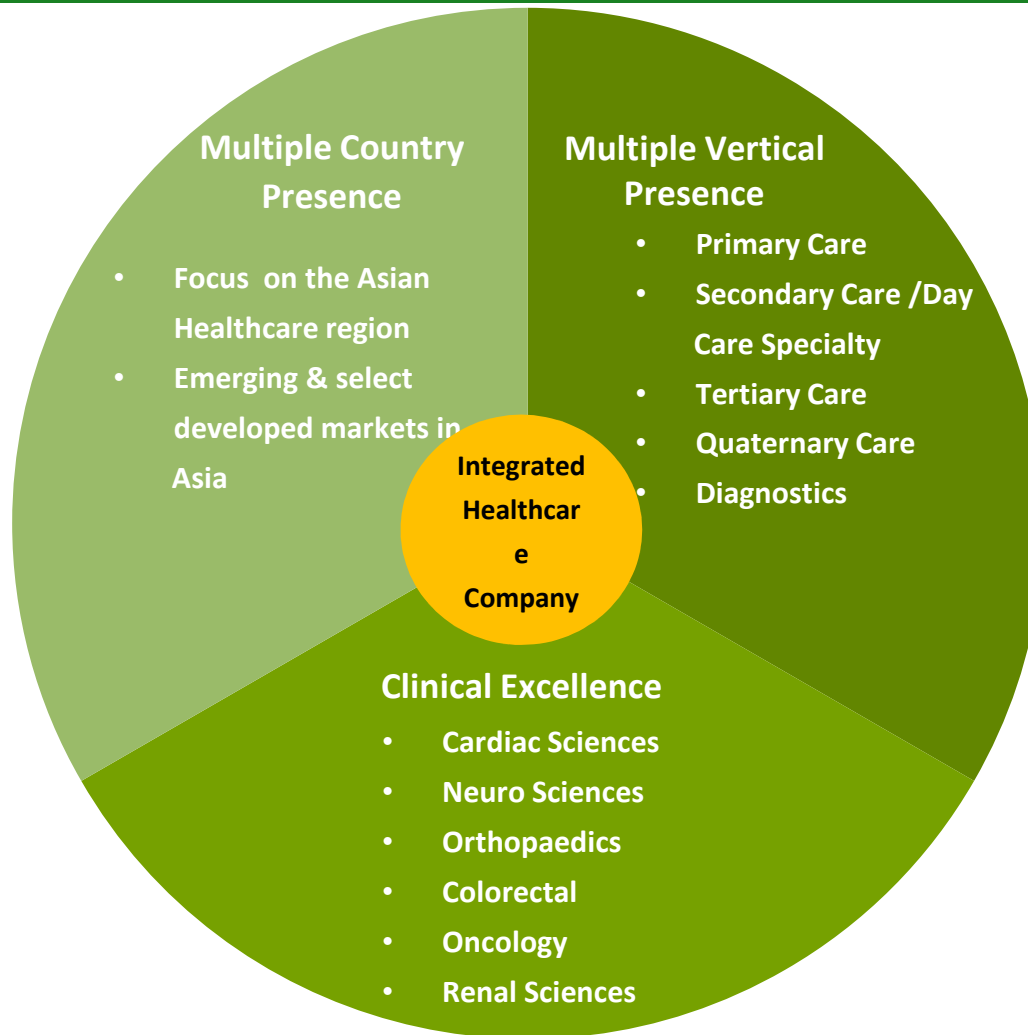 Multiple Country
Presence
• Focus on the Asian
Healthcare region
• Emerging & select
developed markets in
Asia
Multiple Vertical
Presence
• Primary Care
• Secondary Care /Day
Care Specialty
• Tertiary Care
• Quaternary Care
• Diagnostics
Integrated
Healthcar
e
Company
Clinical Excellence
• Cardiac Sciences
• Neuro Sciences
• Orthopaedics
• Colorectal
• Oncology
• Renal Sciences